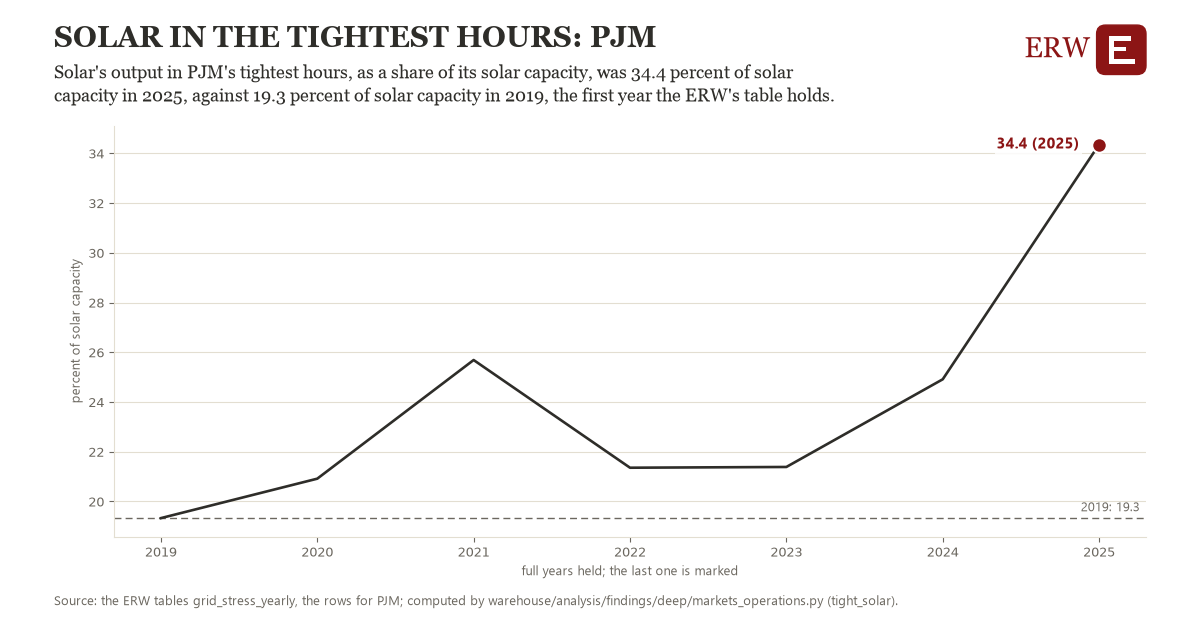 SOLAR IN THE TIGHTEST HOURS: PJM
ERW E
Solar's output in PJM's tightest hours, as a share of its solar capacity, was 34.4 percent of solar
capacity in 2025, against 19.3 percent of solar capacity in 2019, the first year the ERW's table holds.
34.4 (2025)
34
32
30
28
26
24
22
20
percent of solar capacity
2019: 19.3
2019 2020 2021 2022 2023 2024 2025
full years held; the last one is marked
Source: the ERW tables grid_stress_yearly, the rows for PJM; computed by warehouse/analysis/findings/deep/markets_operations.py (tight_solar).